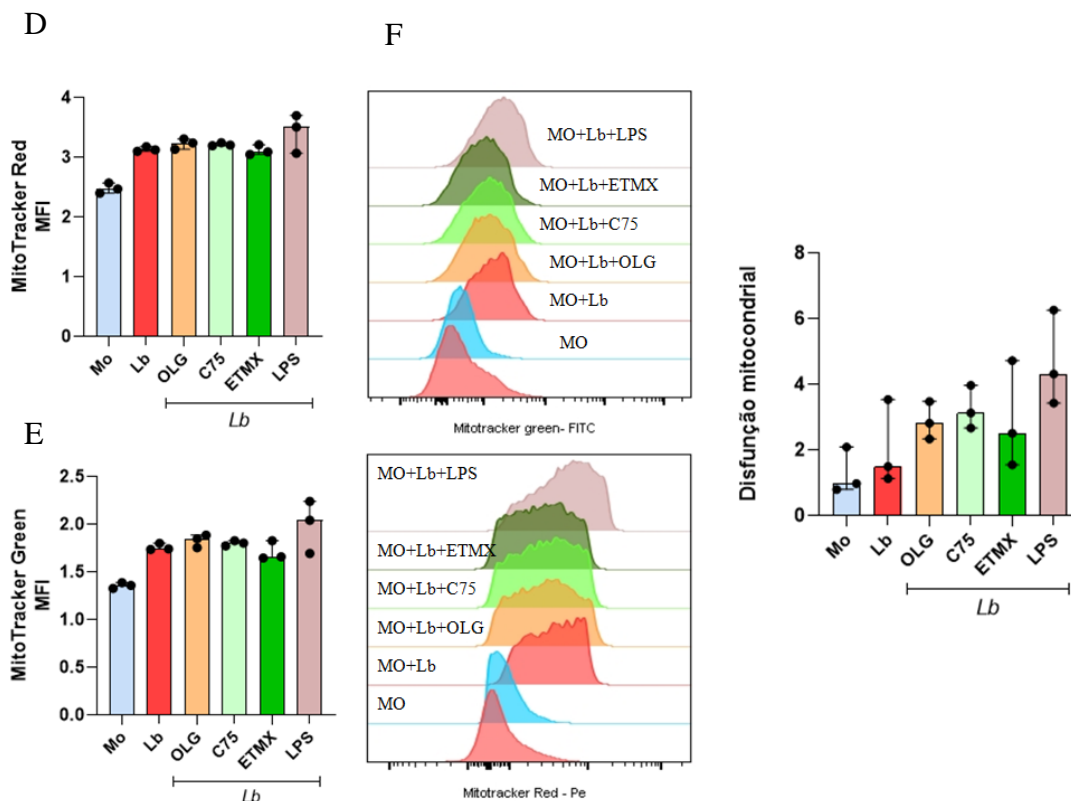 D
MitoTracker Red
MFI
4
3
2
1
0
Mo
Lb
OLG
C75
ETMX
LPS
Lb
E
MitoTracker Green
MFI
2.5
2.0
1.5
1.0
0.5
0.0
Mo
Lb
OLG
C75
ETMX
LPS
Lb
F
MO+Lb+LPS
MO+Lb+ETMX
MO+Lb+C75
MO+Lb+OLG
MO+Lb
MO
Mitotracker green- FITC
MO+Lb+LPS
MO+Lb+ETMX
MO+Lb+C75
MO+Lb+OLG
MO+Lb
MO
Mitotracker Red - Pe
Disfunção mitocondrial
8
6
4
2
0
Mo
Lb
OLG
C75
ETMX
LPS
Lb